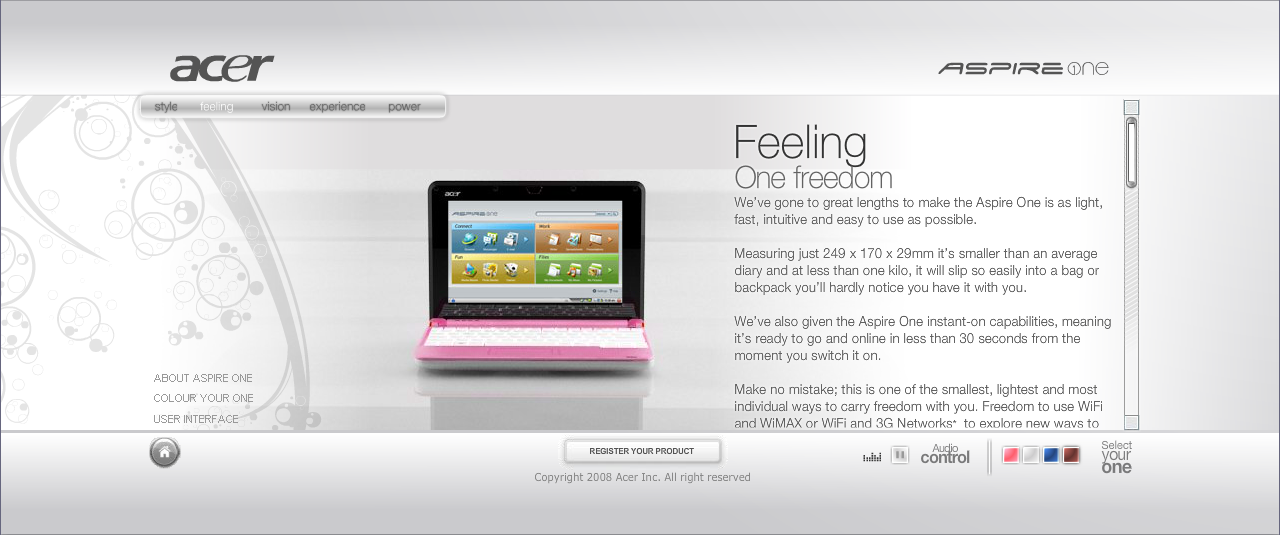 acer
ASPIRE one
style feeling vision experience power
Feeling
One freedom
We've gone to great lengths to make the Aspire One is as light,
fast, intuitive and easy to use as possible.
Measuring just 249 x 170 x 29mm it's smaller than an average
diary and at less than one kilo, it will slip so easily into a bag or
backpack you'll hardly notice you have it with you.
We've also given the Aspire One instant-on capabilities, meaning
it's ready to go and online in less than 30 seconds from the
moment you switch it on.
Make no mistake; this is one of the smallest, lightest and most
individual ways to carry freedom with you. Freedom to use WiFi
and WiMAX or WiFi and 3G Networks* to explore new ways to
acer
ASPIRE one
Connect
Work
Fun
Files
ABOUT ASPIRE ONE
COLOUR YOUR ONE
USER INTERFACE
REGISTER YOUR PRODUCT
Audio
control
Select
your
one
Copyright 2008 Acer Inc. All right reserved